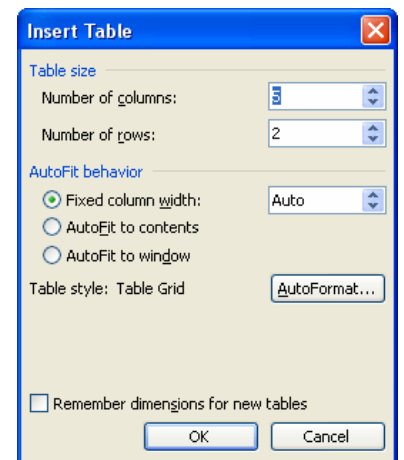 Insert Table
Table size
Number of columns: 5
Number of rows: 2
AutoFit behavior
Fixed column width: Auto
AutoFit to contents
AutoFit to window
Table style: Table Grid AutoFormat...
Remember dimensions for new tables
OK Cancel